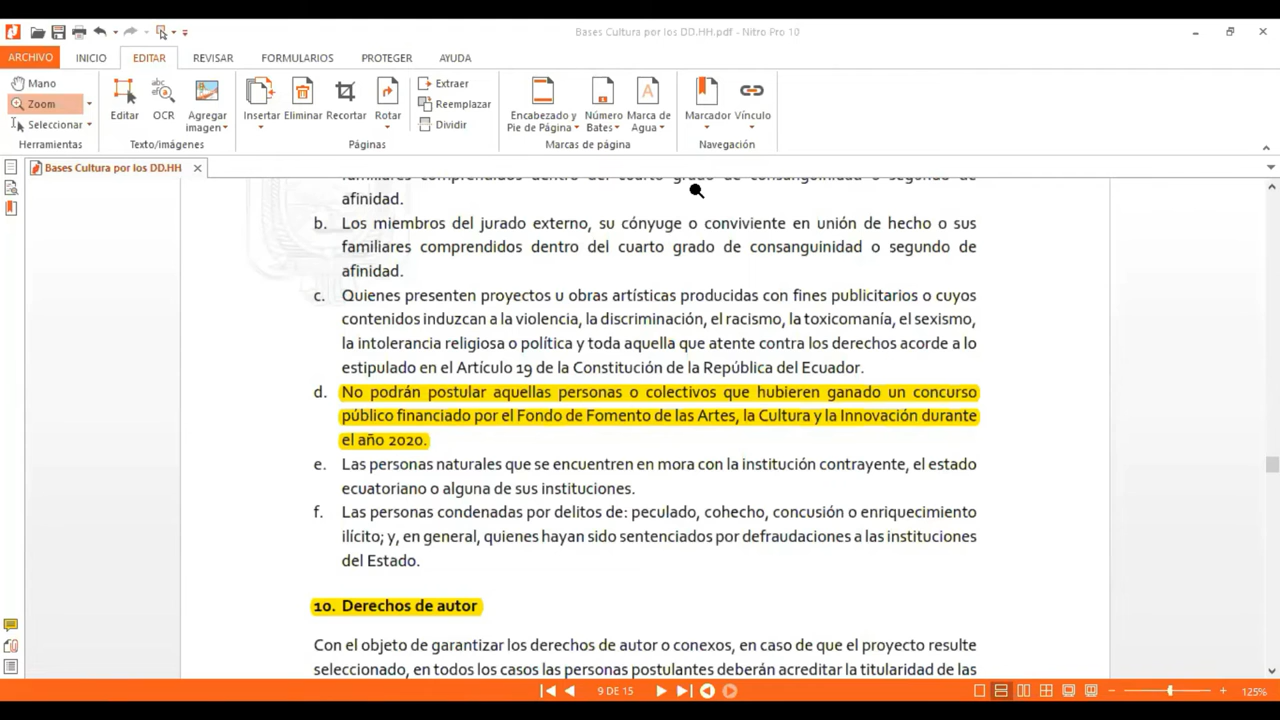 Bases Cultura por los DD.HH.pdf - Nitro Pro 10
ARCHIVO INICIO EDITAR REVISAR FORMULARIOS PROTEGER AYUDA
Mano
Zoom
Seleccionar
Herramientas
Editar
abc
OCR
Agregar imagen
Texto/imágenes
Insertar
Eliminar
Recortar
Rotar
Extraer
Reemplazar
Dividir
Páginas
Encabezado y Pie de Página
Número Bates
Marca de Agua
Marcas de página
Marcador
Vínculo
Navegación
Bases Cultura por los DD.HH
familiares comprendidos dentro del cuarto grado de consanguinidad o segundo de
afinidad.
b. Los miembros del jurado externo, su cónyuge o conviviente en unión de hecho o sus
familiares comprendidos dentro del cuarto grado de consanguinidad o segundo de
afinidad.
c. Quienes presenten proyectos u obras artísticas producidas con fines publicitarios o cuyos
contenidos induzcan a la violencia, la discriminación, el racismo, la toxicomanía, el sexismo,
la intolerancia religiosa o política y toda aquella que atente contra los derechos acorde a lo
estipulado en el Artículo 19 de la Constitución de la República del Ecuador.
d. No podrán postular aquellas personas o colectivos que hubieren ganado un concurso
público financiado por el Fondo de Fomento de las Artes, la Cultura y la Innovación durante
el año 2020.
e. Las personas naturales que se encuentren en mora con la institución contrayente, el estado
ecuatoriano o alguna de sus instituciones.
f. Las personas condenadas por delitos de: peculado, cohecho, concusión o enriquecimiento
ilícito; y, en general, quienes hayan sido sentenciados por defraudaciones a las instituciones
del Estado.
10. Derechos de autor
Con el objeto de garantizar los derechos de autor o conexos, en caso de que el proyecto resulte
seleccionado, en todos los casos las personas postulantes deberán acreditar la titularidad de las
9 DE 15
125%